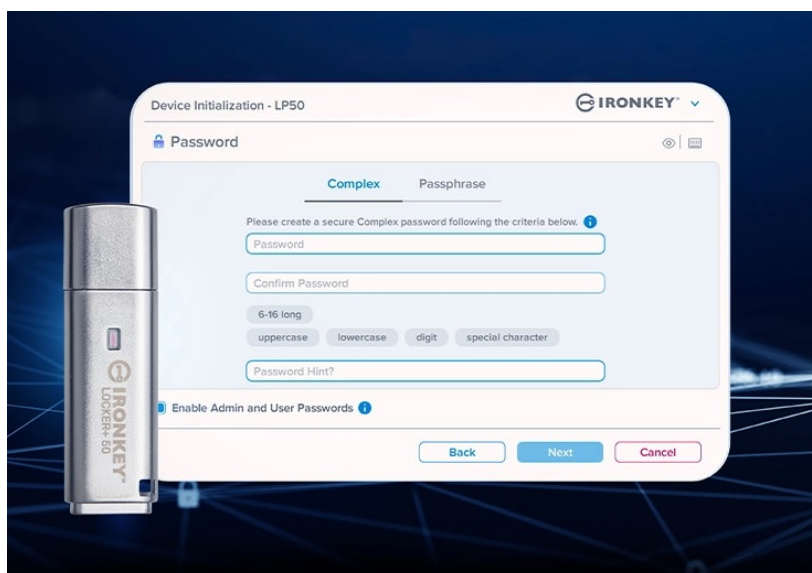 Device Initialization - LP50
IRONKEY™
Password
Complex Passphrase
Please create a secure Complex password following the criteria below.
Password
Confirm Password
6-16 long
uppercase lowercase digit special character
Password Hint?
Enable Admin and User Passwords
Back Next Cancel
IRONKEY™
LOCKER+ 50